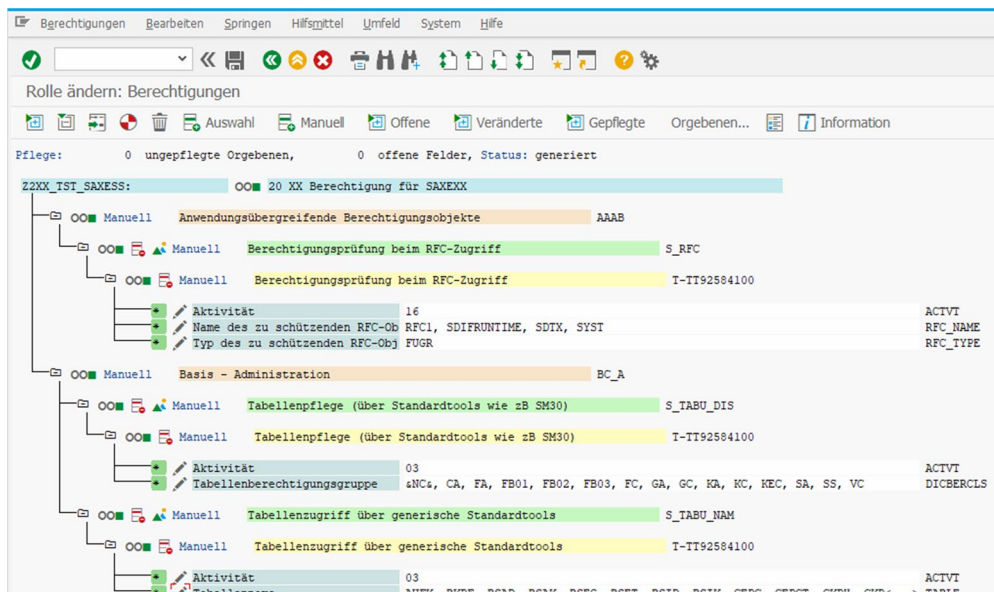 Berechtigungen Bearbeiten Springen Hilfsmittel Umfeld System Hilfe
Rolle ändern: Berechtigungen
Auswahl Manuell Offene Veränderte Gepflegte Orgebenen... Information
Pflege: 0 ungepflegte Orgebenen, 0 offene Felder, Status: generiert
Z2XX_TST_SAXESS: 20 XX Berechtigung für SAXEXX
Manuell Anwendungsübergreifende Berechtigungsobjekte AAAB
Manuell Berechtigungsprüfung beim RFC-Zugriff S_RFC
Manuell Berechtigungsprüfung beim RFC-Zugriff T-TT92584100
Aktivität 16 ACTVT
Name des zu schützenden RFC-Ob RFC1, SDIFRUNTIME, SDTX, SYST RFC_NAME
Typ des zu schützenden RFC-Obj FUGR RFC_TYPE
Manuell Basis - Administration BC_A
Manuell Tabellenpflege (über Standardtools wie zB SM30) S_TABU_DIS
Manuell Tabellenpflege (über Standardtools wie zB SM30) T-TT92584100
Aktivität 03 ACTVT
Tabellenberechtigungsgruppe &NC&, CA, FA, FB01, FB02, FB03, FC, GA, GC, KA, KC, KEC, SA, SS, VC DICBERCLS
Manuell Tabellenzugriff über generische Standardtools S_TABU_NAM
Manuell Tabellenzugriff über generische Standardtools T-TT92584100
Aktivität 03 ACTVT